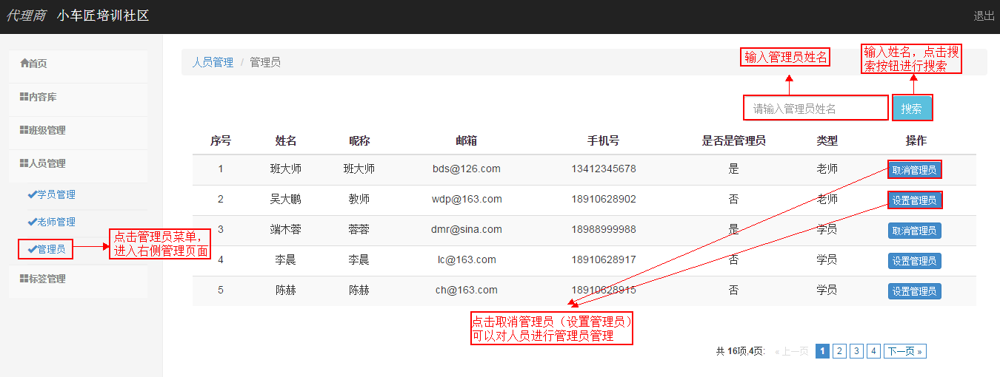 代理商 小车匠培训社区 退出
首页
内容库
班级管理
人员管理
学员管理
老师管理
管理员
标签管理
点击管理员菜单，
进入右侧管理页面
人员管理 / 管理员
输入管理员姓名
输入姓名，点击搜
索按钮进行搜索
请输入管理员姓名 搜索
序号 姓名 昵称 邮箱 手机号 是否是管理员 类型 操作
1 班大师 班大师 bds@126.com 13412345678 是 老师 取消管理员
2 吴大鹏 教师 wdp@163.com 18910628902 否 老师 设置管理员
3 端木蓉 蓉蓉 dmr@sina.com 18988999988 是 学员 取消管理员
4 李晨 李晨 lc@163.com 18910628917 否 学员 设置管理员
5 陈赫 陈赫 ch@163.com 18910628915 否 学员 设置管理员
点击取消管理员（设置管理员）
可以对人员进行管理员管理
共 16项,4页: « 上一页 1 2 3 4 下一页 »